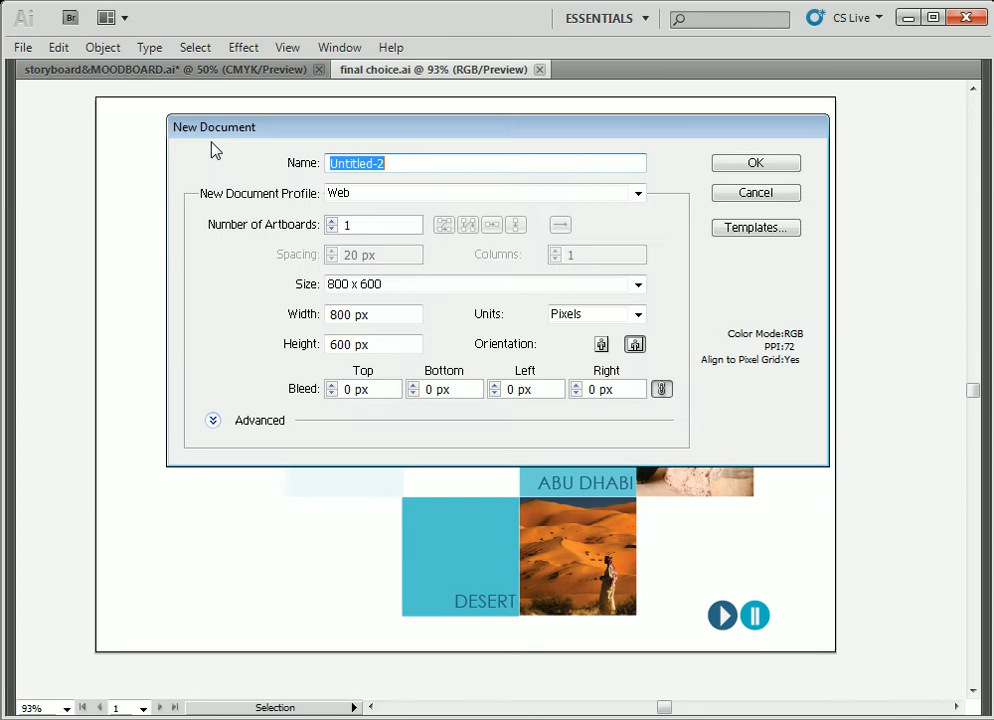 Ai Br ESSENTIALS CS Live
File Edit Object Type Select Effect View Window Help
storyboard&MOODBOARD.ai* @ 50% (CMYK/Preview) final choice.ai @ 93% (RGB/Preview)
New Document
Name: Untitled-2 OK
New Document Profile: Web Cancel
Number of Artboards: 1 Templates...
Spacing: 20 px Columns: 1
Size: 800 x 600
Width: 800 px Units: Pixels
Color Mode:RGB
Height: 600 px Orientation: PPI:72
Align to Pixel Grid:Yes
Top Bottom Left Right
Bleed: 0 px 0 px 0 px 0 px
Advanced
ABU DHABI
DESERT
93% 1 Selection